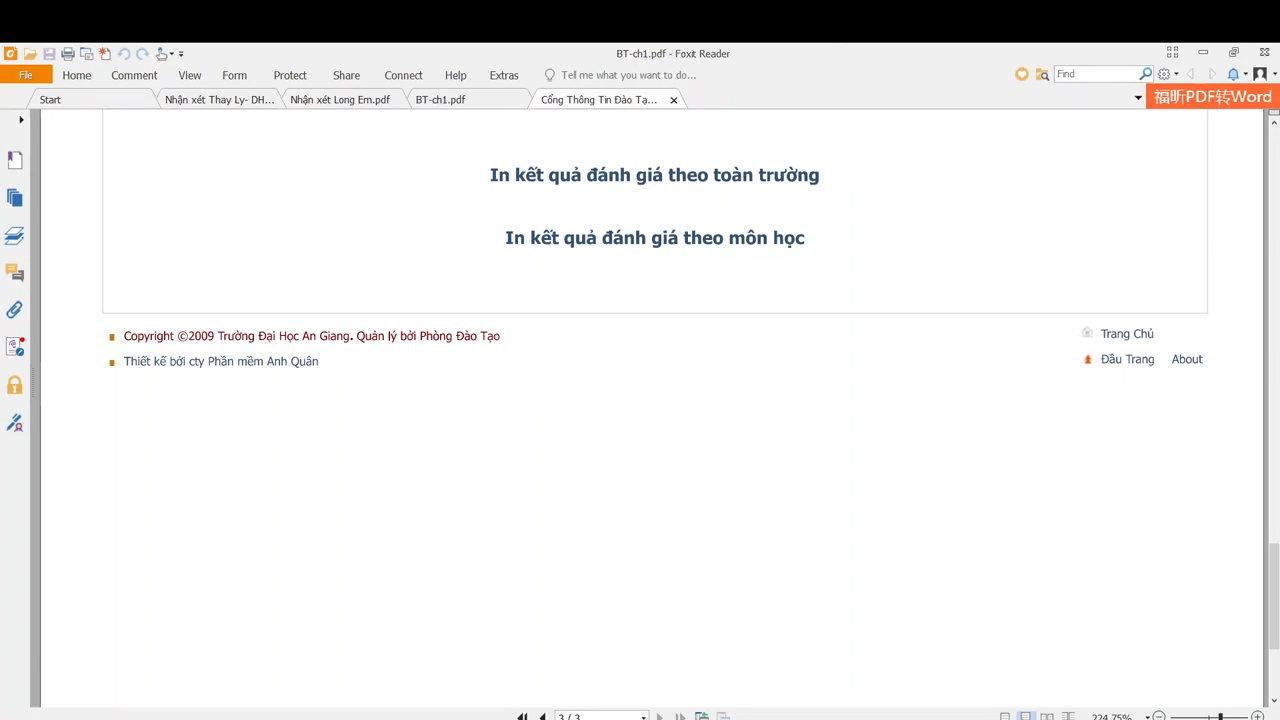 BT-ch1.pdf - Foxit Reader
File Home Comment View Form Protect Share Connect Help Extras Tell me what you want to do... Find
Start Nhận xét Thay Ly- DH... Nhận xét Long Em.pdf BT-ch1.pdf Cổng Thông Tin Đào Tạ... 福昕PDF转Word
In kết quả đánh giá theo toàn trường
In kết quả đánh giá theo môn học
Copyright ©2009 Trường Đại Học An Giang. Quản lý bởi Phòng Đào Tạo
Trang Chủ
Thiết kế bởi cty Phần mềm Anh Quân
Đầu Trang About
3 / 3 224.75%